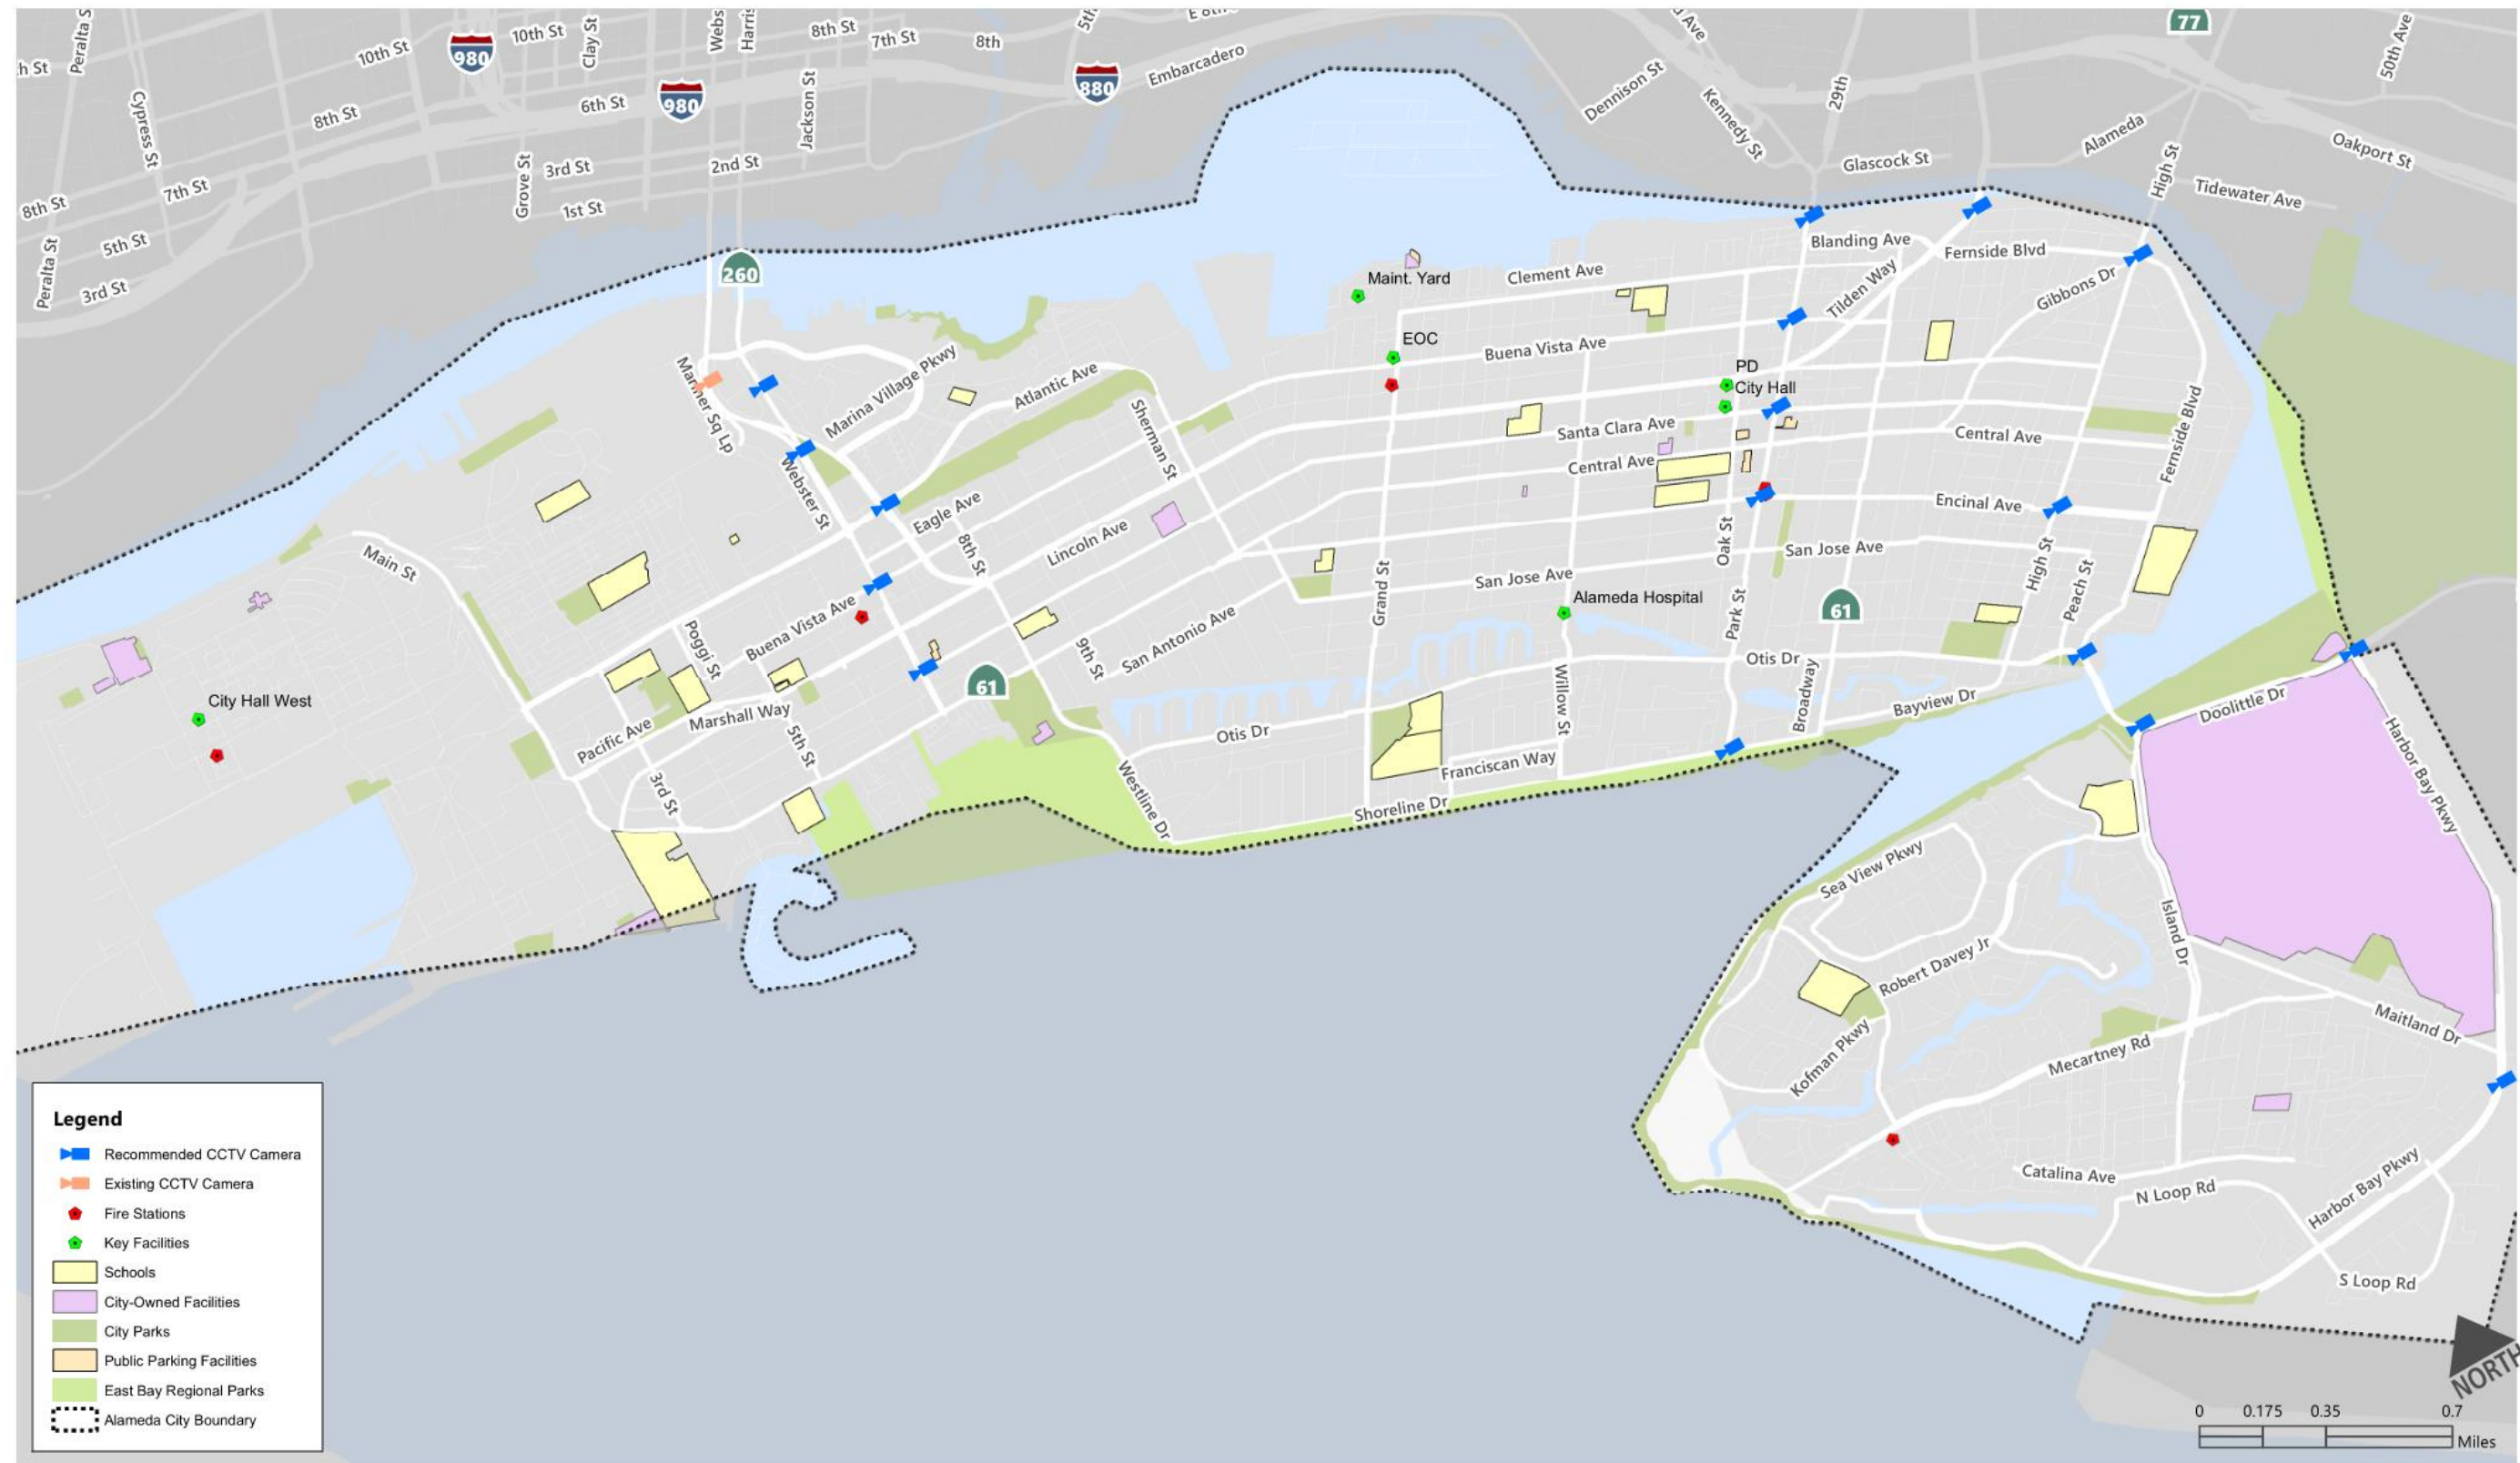 Peralta S
10th St
980
10th St
Clay St
Webs
Harris
8th St
7th St
8th
5th
Embarcadero
77
50th Ave
h St
Cypress St
8th St
6th St
980
Jackson St
880
Dennison St
Kennedy St
29th
Alameda
Oakport St
8th St
7th St
Grove St
3rd St
2nd St
1st St
Glascock St
High St
Tidewater Ave
Peralta St
5th St
3rd St
260
Maint. Yard
Clement Ave
Blanding Ave
Fernside Blvd
Tilden Way
Gibbons Dr
EOC
Buena Vista Ave
PD
City Hall
Mariner Sq Lp
Marina Village Pkwy
Atlantic Ave
Sherman St
Santa Clara Ave
Central Ave
Central Ave
Fernside Blvd
Webster St
Eagle Ave
8th St
Lincoln Ave
Encinal Ave
Oak St
San Jose Ave
High St
Peach St
Main St
San Jose Ave
Grand St
Alameda Hospital
Park St
61
Buena Vista Ave
Poggi St
9th St
San Antonio Ave
61
Otis Dr
Broadway
Bayview Dr
Doolittle Dr
City Hall West
Pacific Ave
Marshall Way
5th St
3rd St
Otis Dr
Willow St
Franciscan Way
Westline Dr
Shoreline Dr
Harbor Bay Pkwy
Sea View Pkwy
Island Dr
Robert Davey Jr
Kofman Pkwy
Mecartney Rd
Maitland Dr
Catalina Ave
N Loop Rd
Harbor Bay Pkwy
S Loop Rd
Legend
Recommended CCTV Camera
Existing CCTV Camera
Fire Stations
Key Facilities
Schools
City-Owned Facilities
City Parks
Public Parking Facilities
East Bay Regional Parks
Alameda City Boundary
NORTH
0 0.175 0.35 0.7
Miles